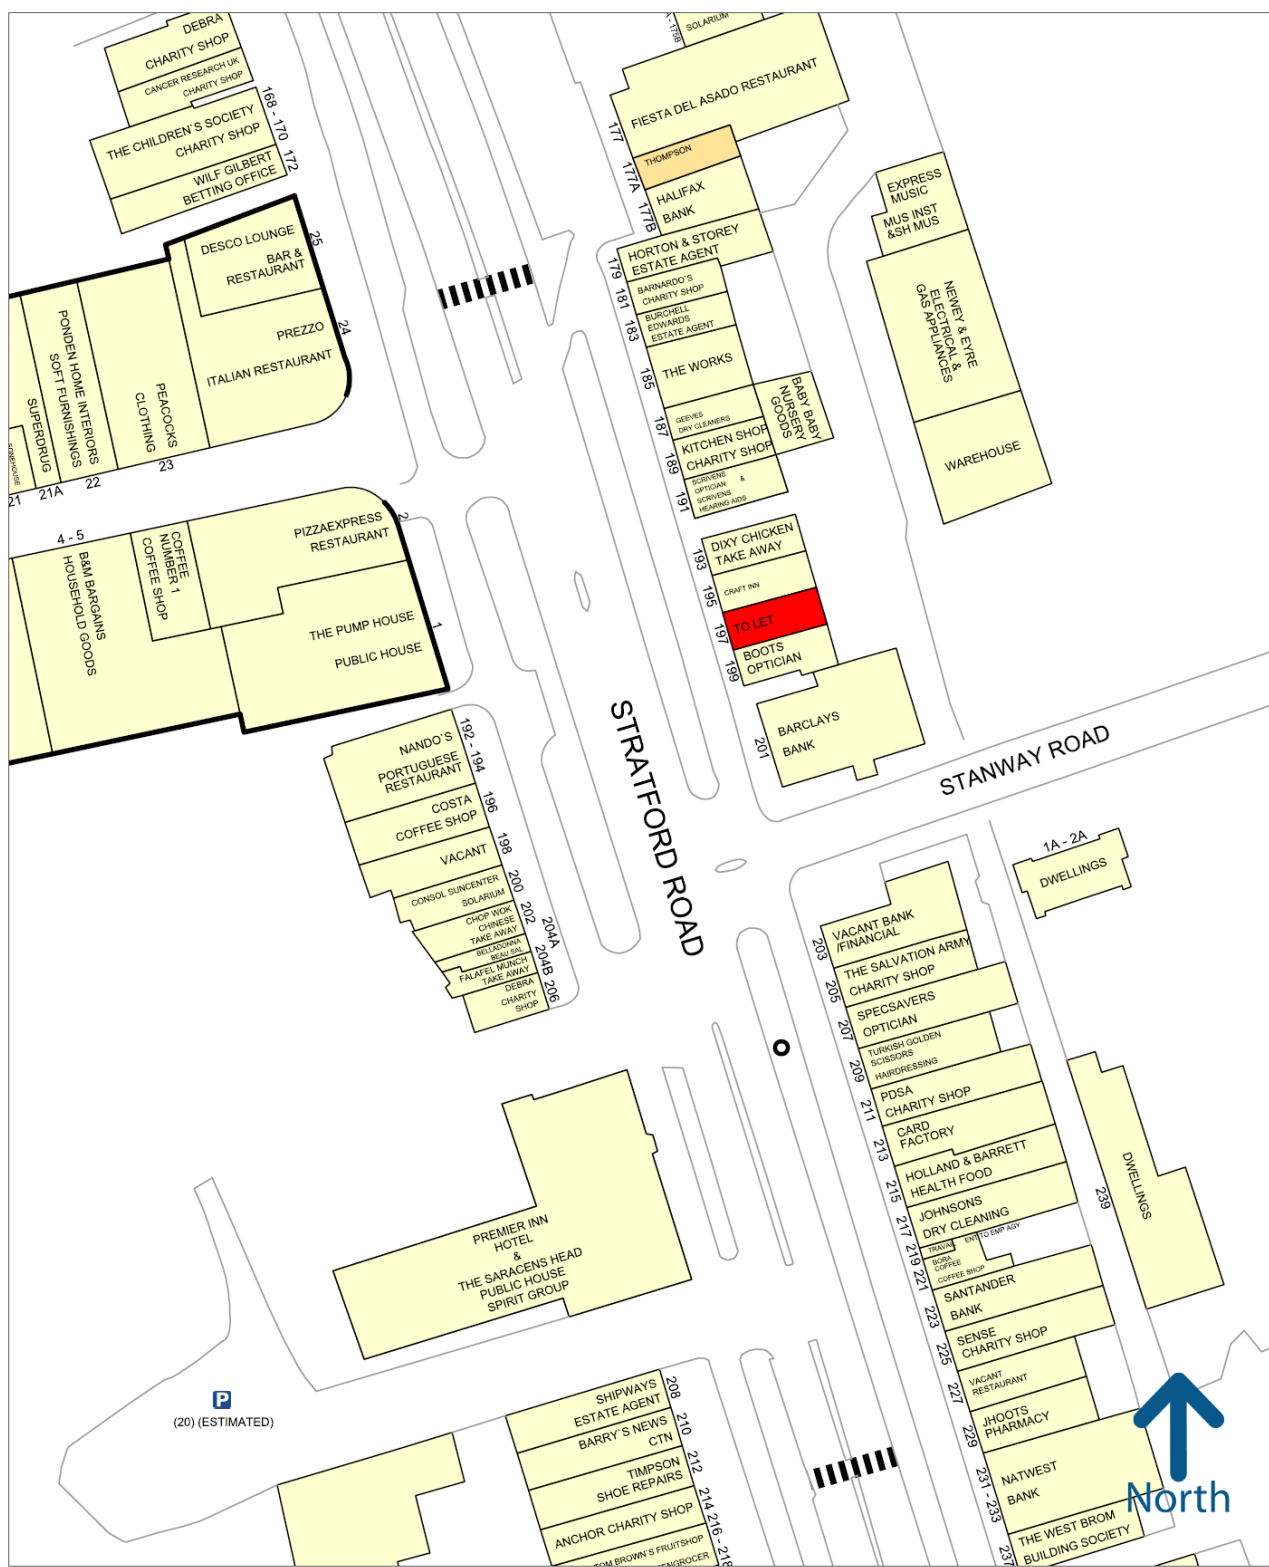 DEBRA
CHARITY SHOP
CANCER RESEARCH UK
CHARITY SHOP
THE CHILDREN`S SOCIETY
CHARITY SHOP
168 - 170
WILF GILBERT
BETTING OFFICE
172
DESCO LOUNGE
BAR &
RESTAURANT
25
PREZZO
ITALIAN RESTAURANT
24
PEACOCKS
CLOTHING
23
PONDEN HOME INTERIORS
SOFT FURNISHINGS
22
SUPERDRUG
21A
21
4 - 5
B&M BARGAINS
HOUSEHOLD GOODS
COFFEE
NUMBER 1
COFFEE SHOP
PIZZAEXPRESS
RESTAURANT
2
THE PUMP HOUSE
PUBLIC HOUSE
1
NANDO`S
PORTUGUESE
RESTAURANT
192 - 194
COSTA
COFFEE SHOP
196
VACANT
198
CONSOL SUNCENTER
SOLARIUM
200
CHOP WOK
CHINESE
TAKE AWAY
202
BELLADONNA
BEAU SAL
204A
FALAFEL MUNCH
TAKE AWAY
204B
DEBRA
CHARITY
SHOP
206
PREMIER INN
HOTEL
&
THE SARACENS HEAD
PUBLIC HOUSE
SPIRIT GROUP
P
(20) (ESTIMATED)
SHIPWAYS
ESTATE AGENT
208
BARRY`S NEWS
CTN
210
TIMPSON
SHOE REPAIRS
212
ANCHOR CHARITY SHOP
214
TOM BROWN`S FRUITSHOP
216 - 218
STRATFORD ROAD
STANWAY ROAD
SOLARIUM
FIESTA DEL ASADO RESTAURANT
177
THOMPSON
177A
HALIFAX
BANK
177B
HORTON & STOREY
ESTATE AGENT
179
BARNARDO`S
CHARITY SHOP
181
BURCHELL
EDWARDS
ESTATE AGENT
183
THE WORKS
185
GEEVES
DRY CLEANERS
187
BABY BABY
NURSERY
GOODS
KITCHEN SHOP
CHARITY SHOP
189
SCRIVENS
OPTICIAN &
SCRIVENS
HEARING AIDS
191
DIXY CHICKEN
TAKE AWAY
193
CRAFT INN
195
TO LET
197
BOOTS
OPTICIAN
199
BARCLAYS
BANK
201
EXPRESS
MUSIC
MUS INST
&SH MUS
NEWEY & EYRE
ELECTRICAL &
GAS APPLIANCES
WAREHOUSE
1A - 2A
DWELLINGS
VACANT BANK
/FINANCIAL
203
THE SALVATION ARMY
CHARITY SHOP
205
SPECSAVERS
OPTICIAN
207
TURKISH GOLDEN
SCISSORS
HAIRDRESSING
209
PDSA
CHARITY SHOP
211
CARD
FACTORY
213
HOLLAND & BARRETT
HEALTH FOOD
215
JOHNSONS
DRY CLEANING
217
219
BORA
COFFEE
COFFEE SHOP
221
SANTANDER
BANK
223
SENSE
CHARITY SHOP
225
VACANT
RESTAURANT
227
JHOOTS
PHARMACY
229
NATWEST
BANK
231 - 233
THE WEST BROM
BUILDING SOCIETY
237
DWELLINGS
239
North